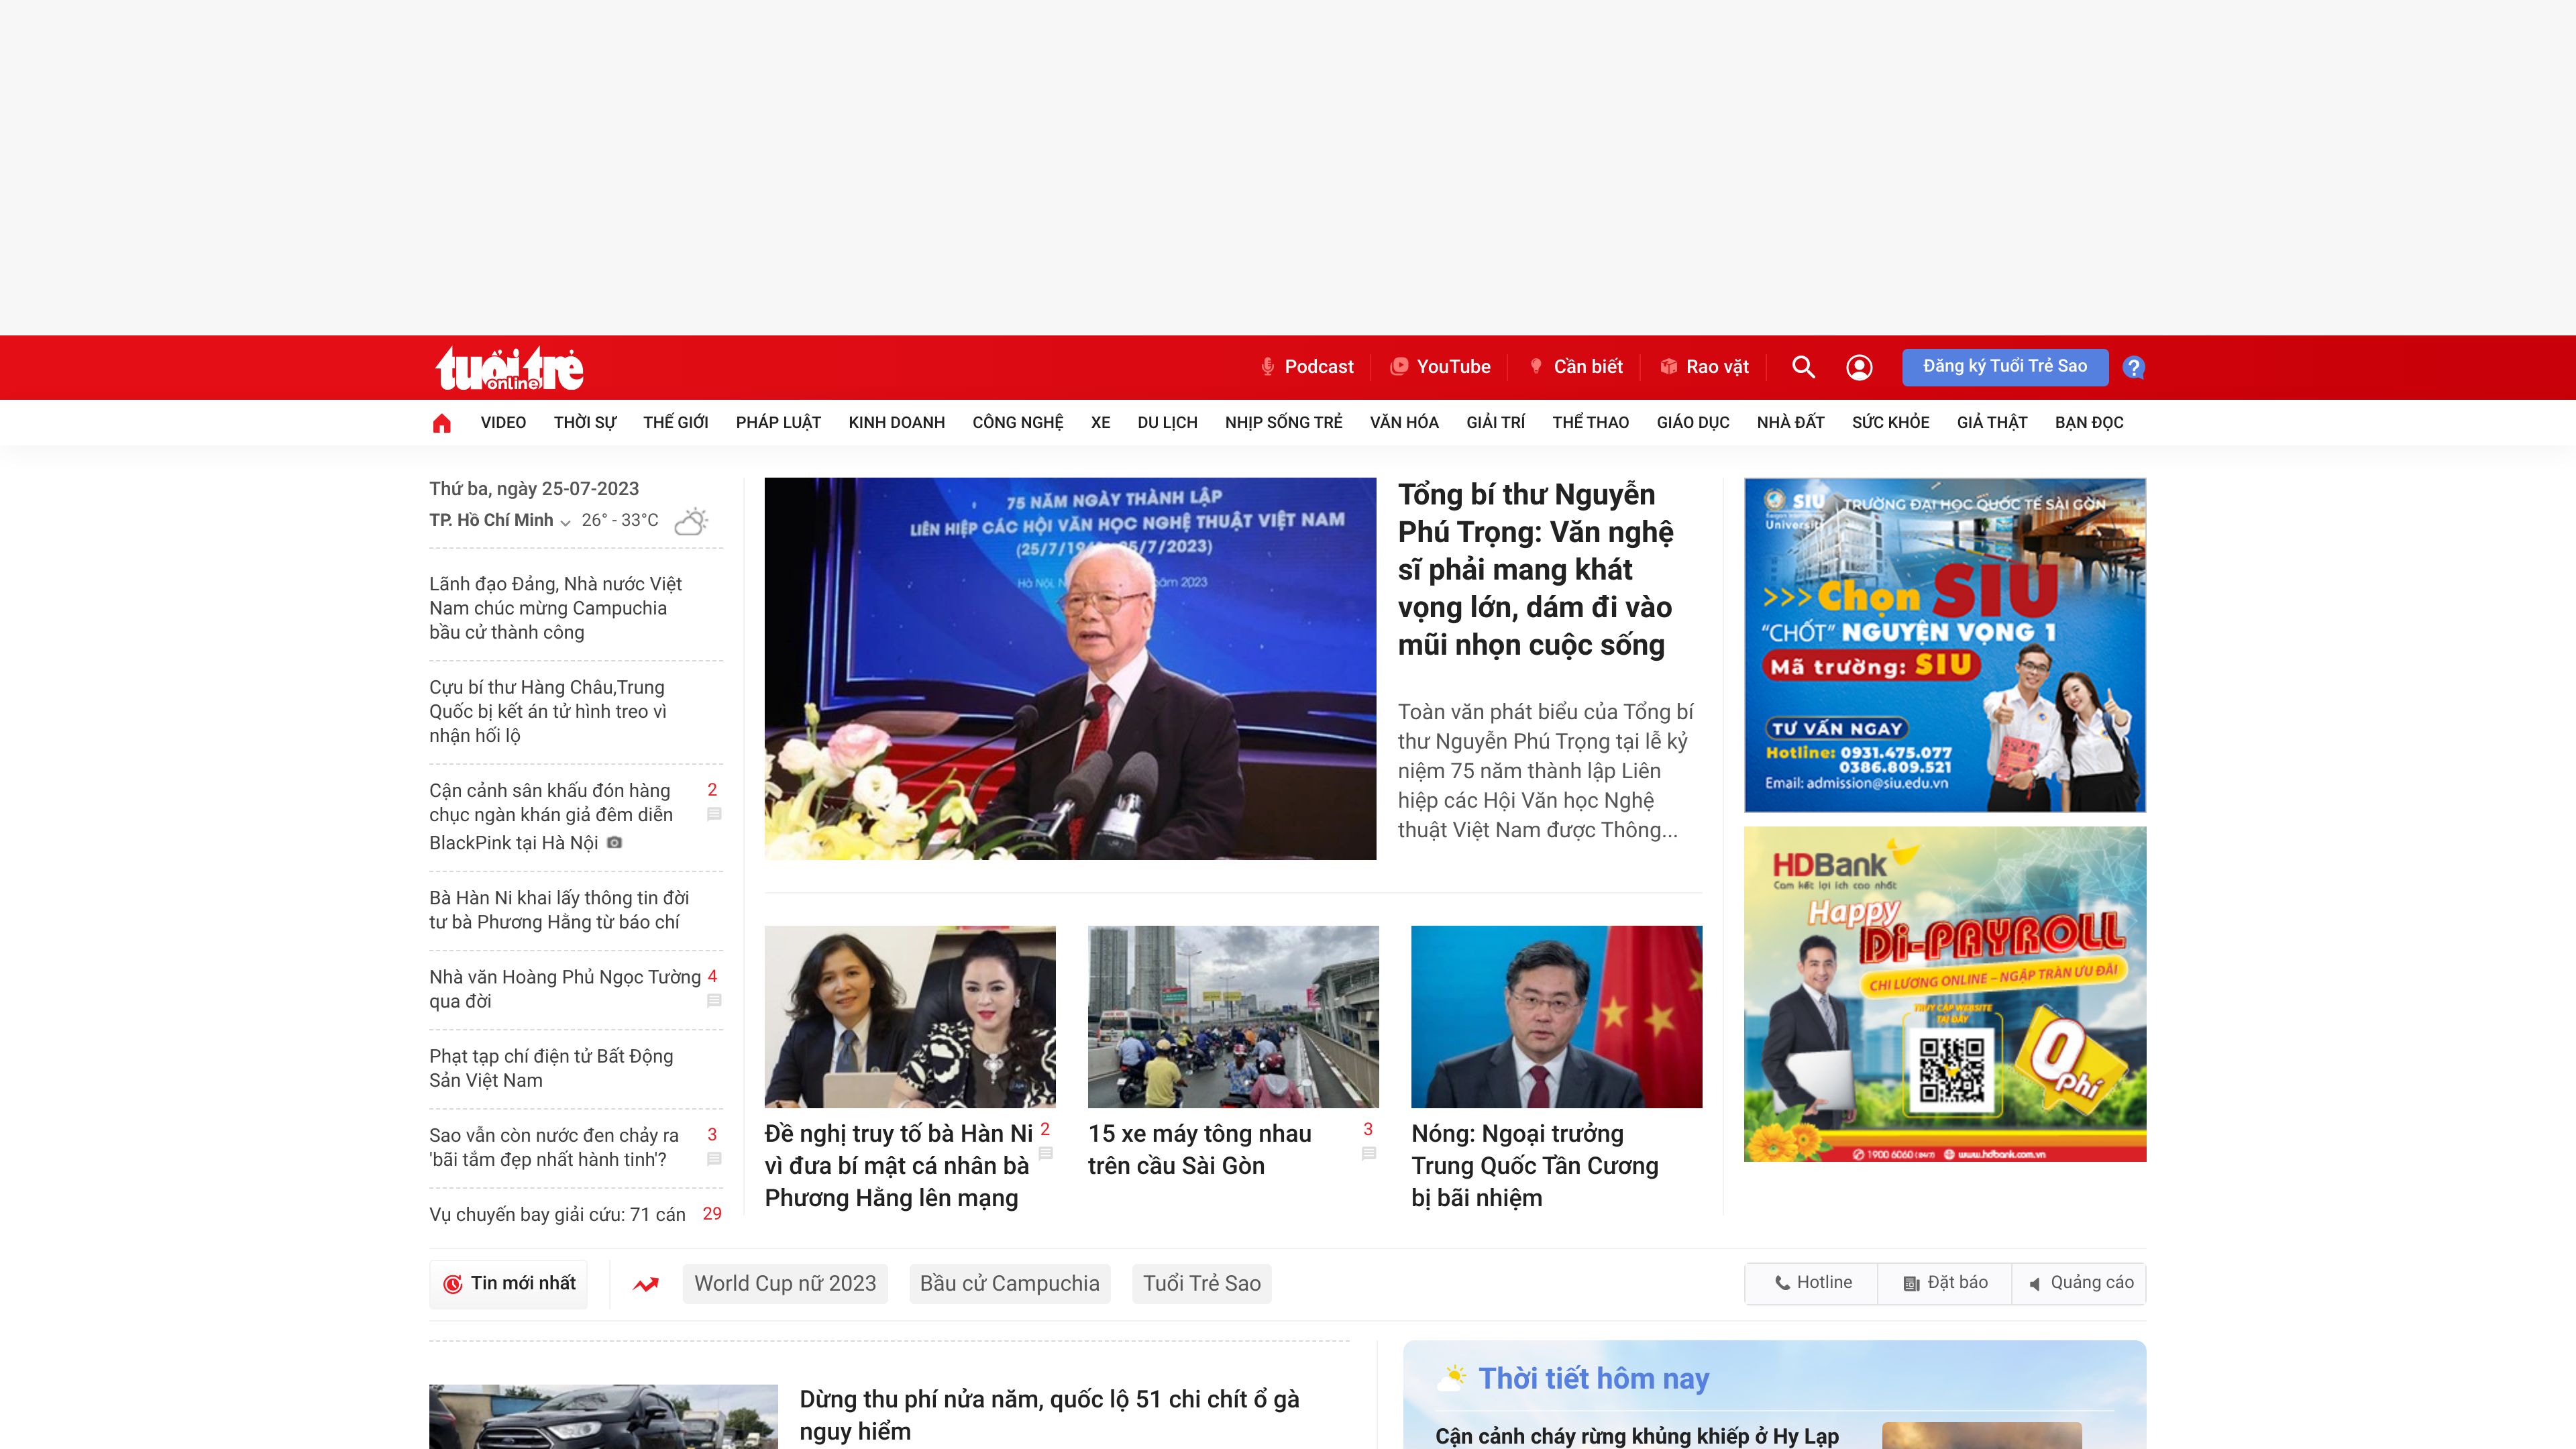 tuổi trẻ
online
Podcast
YouTube
Cần biết
Rao vặt
Đăng ký Tuổi Trẻ Sao
?
VIDEO
THỜI SỰ
THẾ GIỚI
PHÁP LUẬT
KINH DOANH
CÔNG NGHỆ
XE
DU LỊCH
NHỊP SỐNG TRẺ
VĂN HÓA
GIẢI TRÍ
THỂ THAO
GIÁO DỤC
NHÀ ĐẤT
SỨC KHỎE
GIẢ THẬT
BẠN ĐỌC
Thứ ba, ngày 25-07-2023
TP. Hồ Chí Minh 26° - 33°C
Lãnh đạo Đảng, Nhà nước Việt
Nam chúc mừng Campuchia
bầu cử thành công
Cựu bí thư Hàng Châu,Trung
Quốc bị kết án tử hình treo vì
nhận hối lộ
Cận cảnh sân khấu đón hàng
chục ngàn khán giả đêm diễn
BlackPink tại Hà Nội
2
Bà Hàn Ni khai lấy thông tin đời
tư bà Phương Hằng từ báo chí
Nhà văn Hoàng Phủ Ngọc Tường
qua đời
4
Phạt tạp chí điện tử Bất Động
Sản Việt Nam
Sao vẫn còn nước đen chảy ra
'bãi tắm đẹp nhất hành tinh'?
3
Vụ chuyến bay giải cứu: 71 cán
29
75 NĂM NGÀY THÀNH LẬP
LIÊN HIỆP CÁC HỘI VĂN HỌC NGHỆ THUẬT VIỆT NAM
(25/7/19 5/7/2023)
Hà Nội, N năm 2023
Tổng bí thư Nguyễn
Phú Trọng: Văn nghệ
sĩ phải mang khát
vọng lớn, dám đi vào
mũi nhọn cuộc sống
Toàn văn phát biểu của Tổng bí
thư Nguyễn Phú Trọng tại lễ kỷ
niệm 75 năm thành lập Liên
hiệp các Hội Văn học Nghệ
thuật Việt Nam được Thông...
Đề nghị truy tố bà Hàn Ni
vì đưa bí mật cá nhân bà
Phương Hằng lên mạng
2
15 xe máy tông nhau
trên cầu Sài Gòn
3
Nóng: Ngoại trưởng
Trung Quốc Tần Cương
bị bãi nhiệm
SIU
University
TRƯỜNG ĐẠI HỌC QUỐC TẾ SÀI GÒN
>>> Chọn SIU
"CHỐT" NGUYỆN VỌNG 1
Mã trường: SIU
TƯ VẤN NGAY
Hotline: 0931.475.077
0386.809.521
Email: admission@siu.edu.vn
HDBank
Cam kết lợi ích cao nhất
Happy
Di-PAYROLL
CHI LƯƠNG ONLINE – NGẬP TRÀN ƯU ĐÃI
TRUY CẬP WEBSITE
TẠI ĐÂY
0 phí
1900 6060 (24/7) www.hdbank.com.vn
Tin mới nhất
World Cup nữ 2023
Bầu cử Campuchia
Tuổi Trẻ Sao
Hotline
Đặt báo
Quảng cáo
Dừng thu phí nửa năm, quốc lộ 51 chi chít ổ gà
nguy hiểm
Thời tiết hôm nay
Cận cảnh cháy rừng khủng khiếp ở Hy Lạp